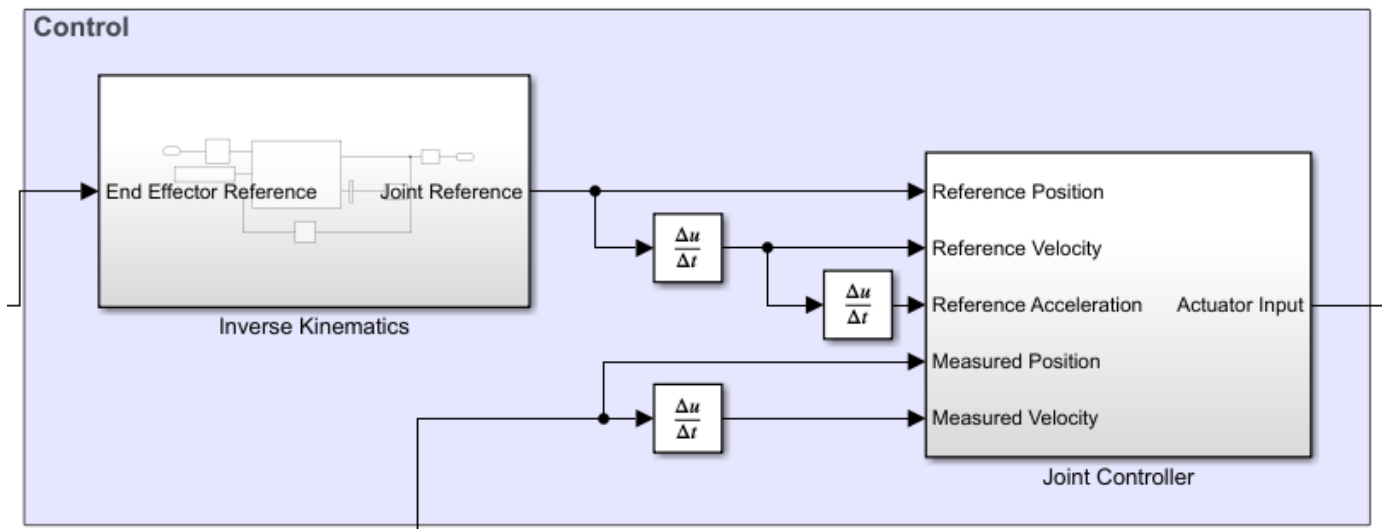 Control
End Effector Reference
Joint Reference
Inverse Kinematics
Δu
Δt
Δu
Δt
Δu
Δt
Reference Position
Reference Velocity
Reference Acceleration
Measured Position
Measured Velocity
Actuator Input
Joint Controller